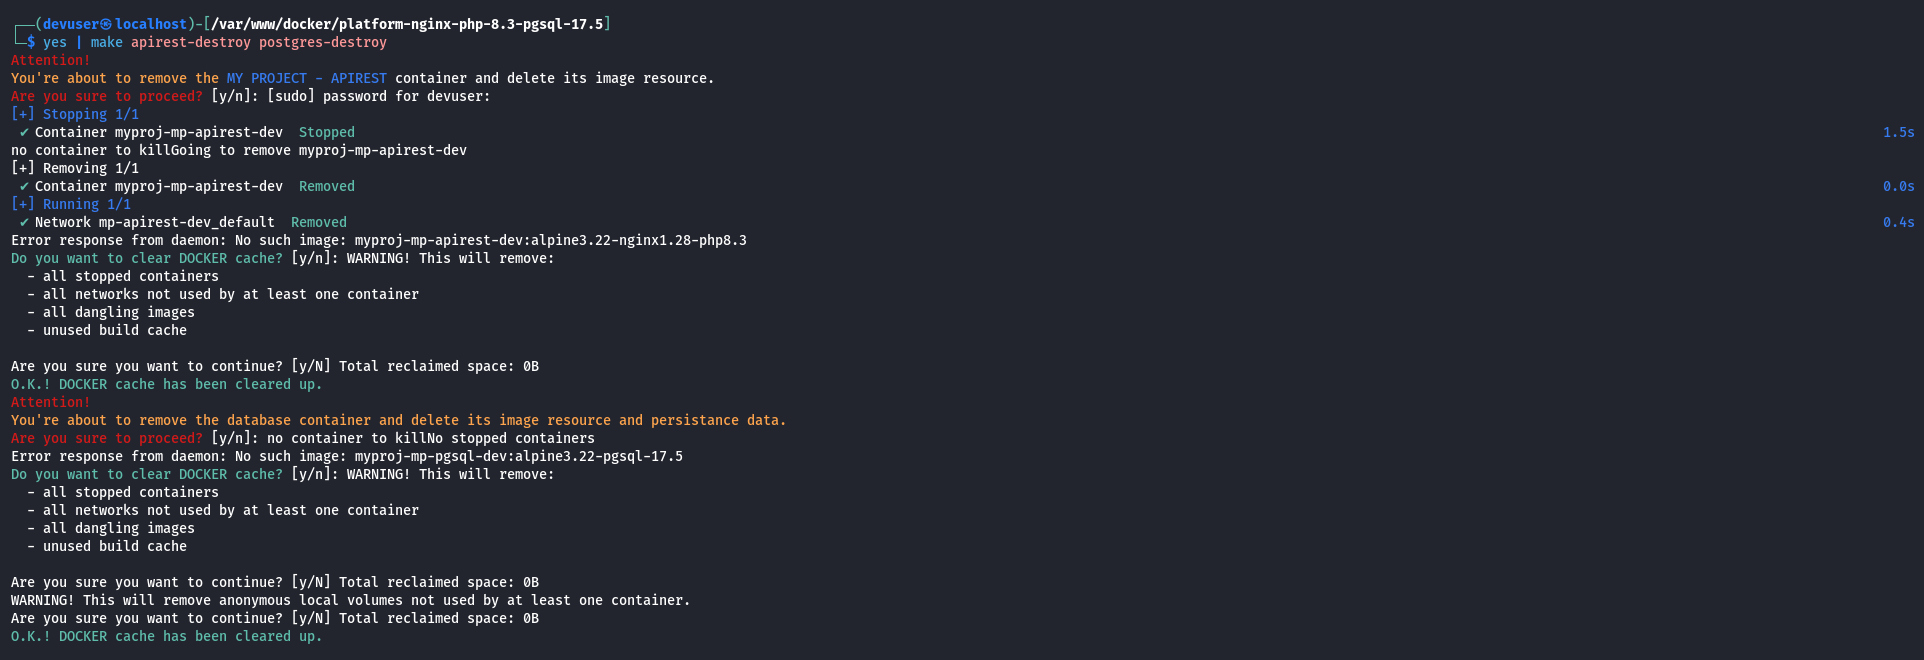 ┌──(devuser㉿localhost)-[/var/www/docker/platform-nginx-php-8.3-pgsql-17.5]
└─$ yes | make apirest-destroy postgres-destroy
Attention!
You're about to remove the MY PROJECT - APIREST container and delete its image resource.
Are you sure to proceed? [y/n]: [sudo] password for devuser:
[+] Stopping 1/1
✔ Container myproj-mp-apirest-dev  Stopped 1.5s
no container to killGoing to remove myproj-mp-apirest-dev
[+] Removing 1/1
✔ Container myproj-mp-apirest-dev  Removed 0.0s
[+] Running 1/1
✔ Network mp-apirest-dev_default  Removed 0.4s
Error response from daemon: No such image: myproj-mp-apirest-dev:alpine3.22-nginx1.28-php8.3
Do you want to clear DOCKER cache? [y/n]: WARNING! This will remove:
- all stopped containers
- all networks not used by at least one container
- all dangling images
- unused build cache
Are you sure you want to continue? [y/N] Total reclaimed space: 0B
O.K.! DOCKER cache has been cleared up.
Attention!
You're about to remove the database container and delete its image resource and persistance data.
Are you sure to proceed? [y/n]: no container to killNo stopped containers
Error response from daemon: No such image: myproj-mp-pgsql-dev:alpine3.22-pgsql-17.5
Do you want to clear DOCKER cache? [y/n]: WARNING! This will remove:
- all stopped containers
- all networks not used by at least one container
- all dangling images
- unused build cache
Are you sure you want to continue? [y/N] Total reclaimed space: 0B
WARNING! This will remove anonymous local volumes not used by at least one container.
Are you sure you want to continue? [y/N] Total reclaimed space: 0B
O.K.! DOCKER cache has been cleared up.